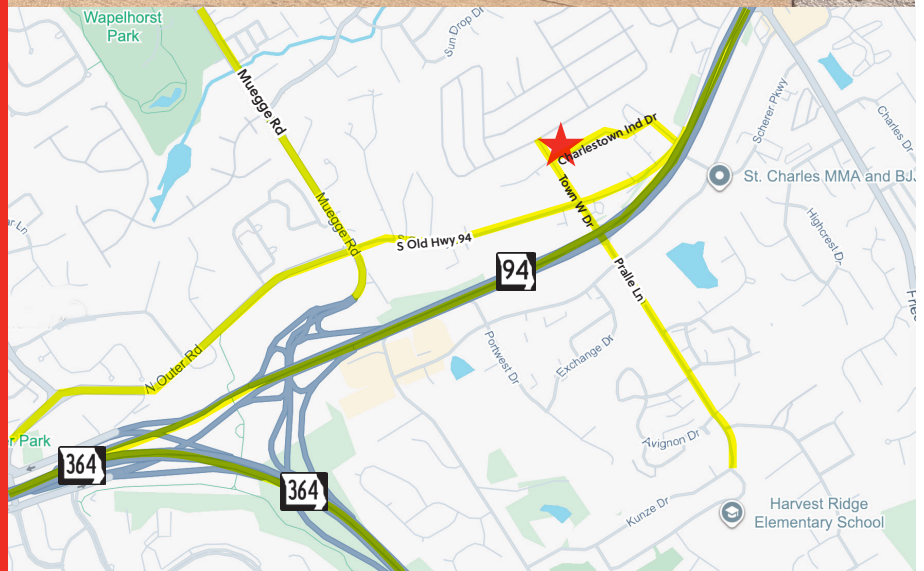 Wapelhorst
Park
Sun Drop Dr
Muegge Rd
Charlestown Ind Dr
Scherer Pkwy
Charles Dr
St. Charles MMA and BJJ
Town W Dr
Muegge Rd
S Old Hwy 94
Highcrest Dr
94
Pralle Ln
Portwest Dr
Exchange Dr
N Outer Rd
Avignon Dr
r Park
364
364
Kunze Dr
Harvest Ridge
Elementary School